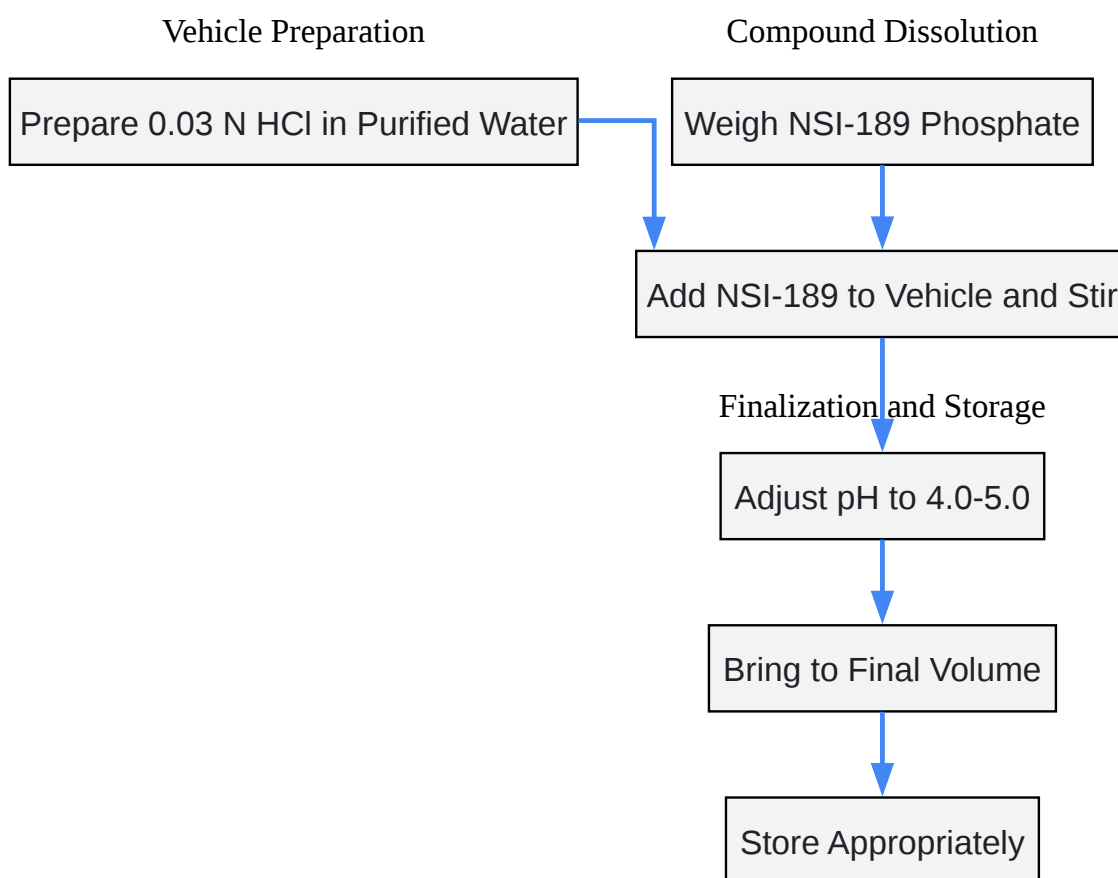 Vehicle Preparation
Compound Dissolution
Prepare 0.03 N HCl in Purified Water
Weigh NSI-189 Phosphate
Add NSI-189 to Vehicle and Stir
Finalization and Storage
Adjust pH to 4.0-5.0
Bring to Final Volume
Store Appropriately